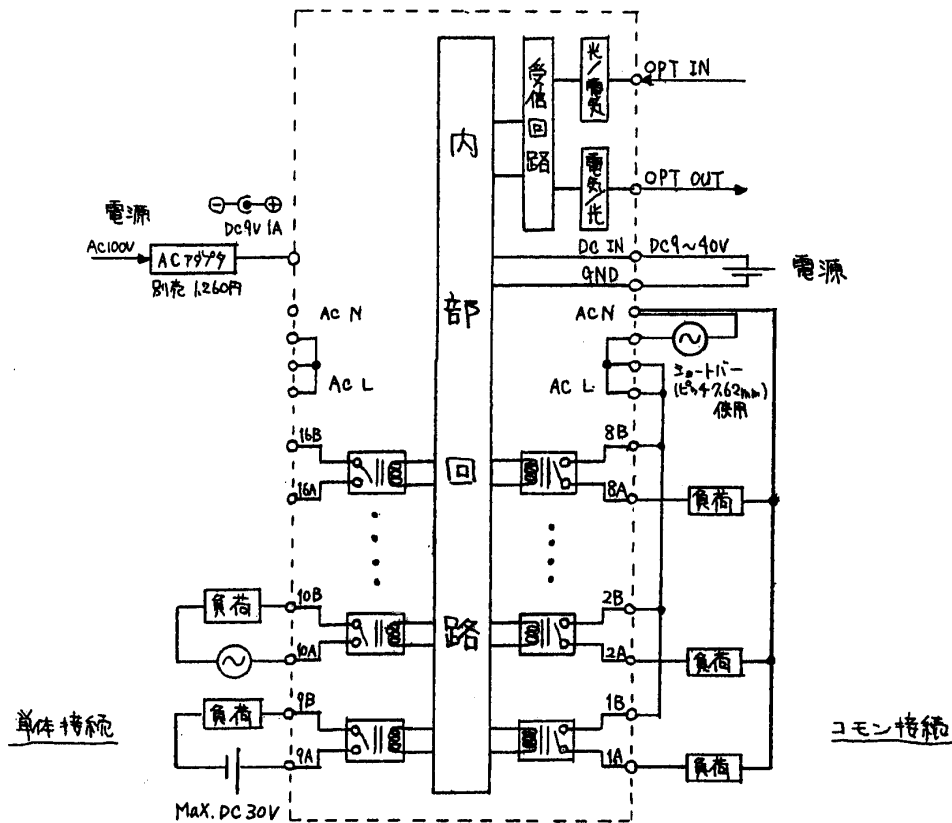 光/電気
OPT IN
受信回路
電気/光
OPT OUT
内部回路
電源
DC9V 1A
AC100V
ACアダプタ
別売 1,260円
DC IN
DC9~40V
GND
電源
AC N
AC N
AC L
AC L
ショートバー
(ピッチ7.62mm)
使用
16B
8B
16A
8A
負荷
10B
2B
負荷
10A
2A
負荷
9B
1B
負荷
9A
1A
負荷
単体接続
コモン接続
Max. DC 30V